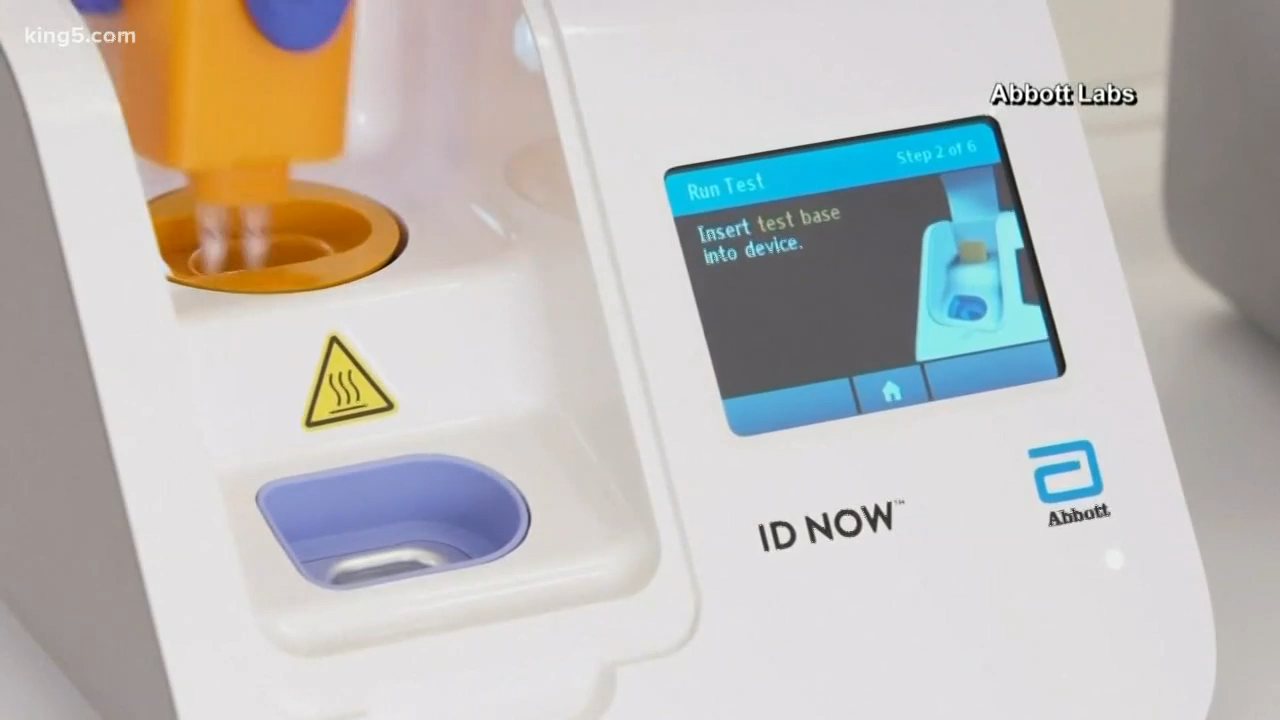 king5.com
Abbott Labs
Step 2 of 6
Run Test
Insert test base
into device.
ID NOW™
Abbott